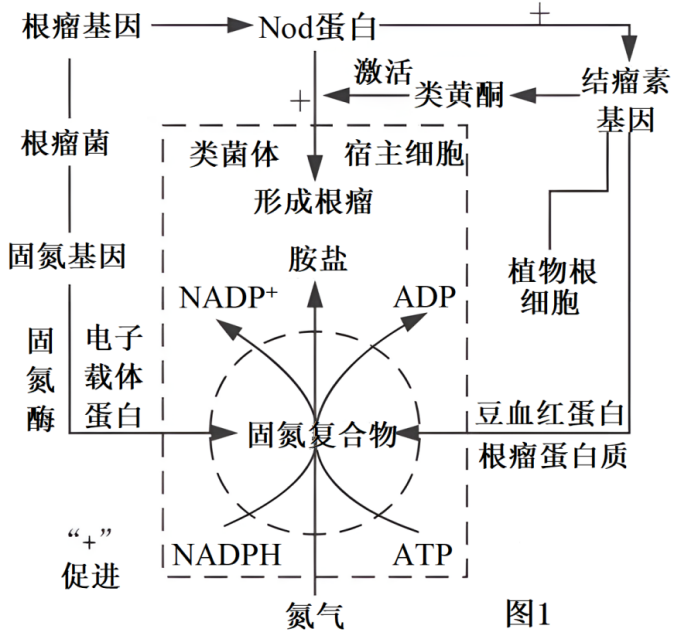 根瘤基因
Nod蛋白
+
激活
+
类黄酮
结瘤素
基因
根瘤菌
类菌体
宿主细胞
形成根瘤
固氮基因
胺盐
植物根
细胞
NADP⁺
ADP
固氮酶
电子
载体
蛋白
固氮复合物
豆血红蛋白
根瘤蛋白质
NADPH
ATP
“+”
促进
氮气
图1